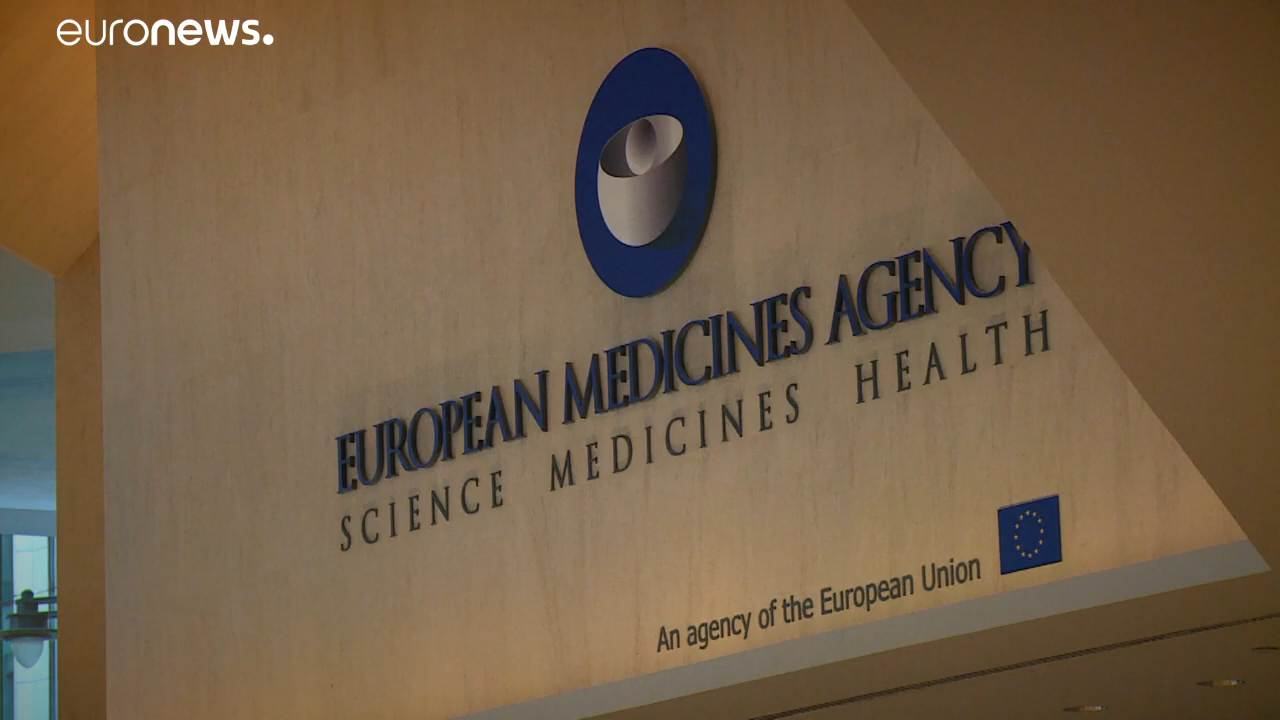 euronews.
EUROPEAN MEDICINES AGENCY
SCIENCE MEDICINES HEALTH
An agency of the European Union